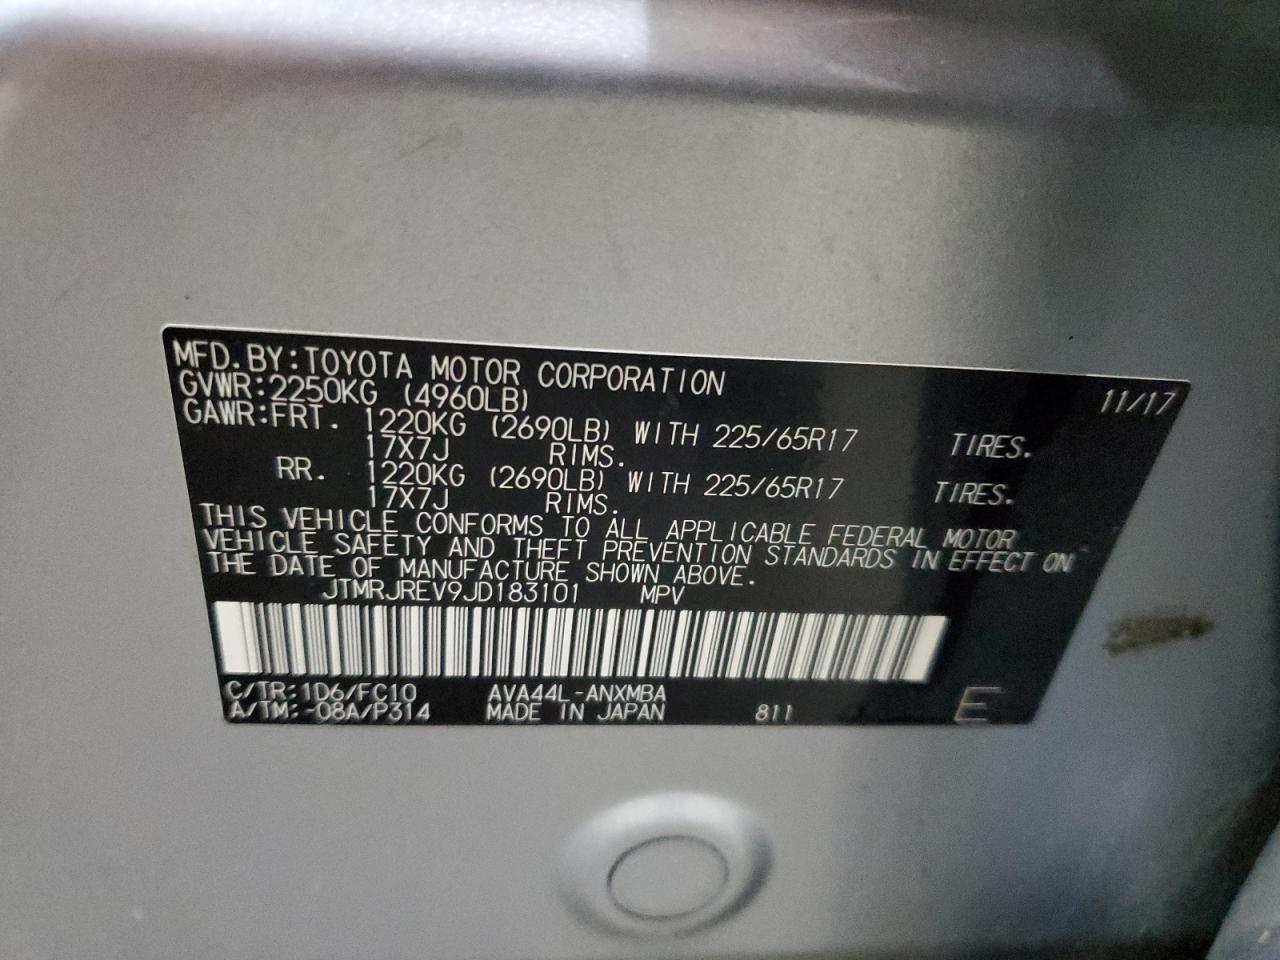 MFD. BY: TOYOTA MOTOR CORPORATION 11/17
GVWR: 2250KG (4960LB)
GAWR: FRT. 1220KG (2690LB) WITH 225/65R17 TIRES.
17X7J RIMS.
RR. 1220KG (2690LB) WITH 225/65R17 TIRES.
17X7J RIMS.
THIS VEHICLE CONFORMS TO ALL APPLICABLE FEDERAL MOTOR
VEHICLE SAFETY AND THEFT PREVENTION STANDARDS IN EFFECT ON
THE DATE OF MANUFACTURE SHOWN ABOVE.
JTMRJREV9JD183101 MPV
C/TR: 1D6/FC10 AVA44L-ANXMBA
A/TM: -08A/P314 MADE IN JAPAN 811 E